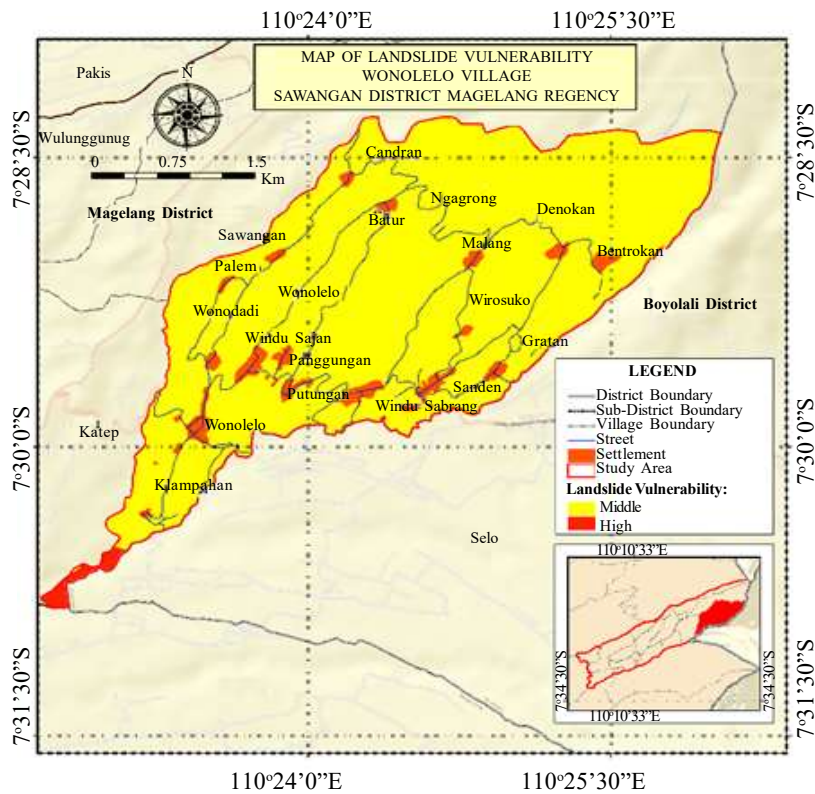 110°24'0"E
110°25'30"E
MAP OF LANDSLIDE VULNERABILITY
WONOLELO VILLAGE
SAWANGAN DISTRICT MAGELANG REGENCY
Pakis
N
Wulunggunug
0 0.75 1.5
Km
7°28'30"S
7°28'30"S
Candran
Magelang District
Ngagrong
Batur
Denokan
Sawangan
Malang
Bentrokan
Palem
Wonolelo
Wirosuko
Boyolali District
Wonodadi
Windu Sajan
Gratan
Panggungan
Putungan
Sanden
Windu Sabrang
Katep
Wonolelo
7°30'0"S
7°30'0"S
Klampahan
Selo
LEGEND
District Boundary
Sub-District Boundary
Village Boundary
Street
Settlement
Study Area
Landslide Vulnerability:
Middle
High
110°10'33"E
7°34'30"S
7°34'30"S
110°10'33"E
7°31'30"S
7°31'30"S
110°24'0"E
110°25'30"E